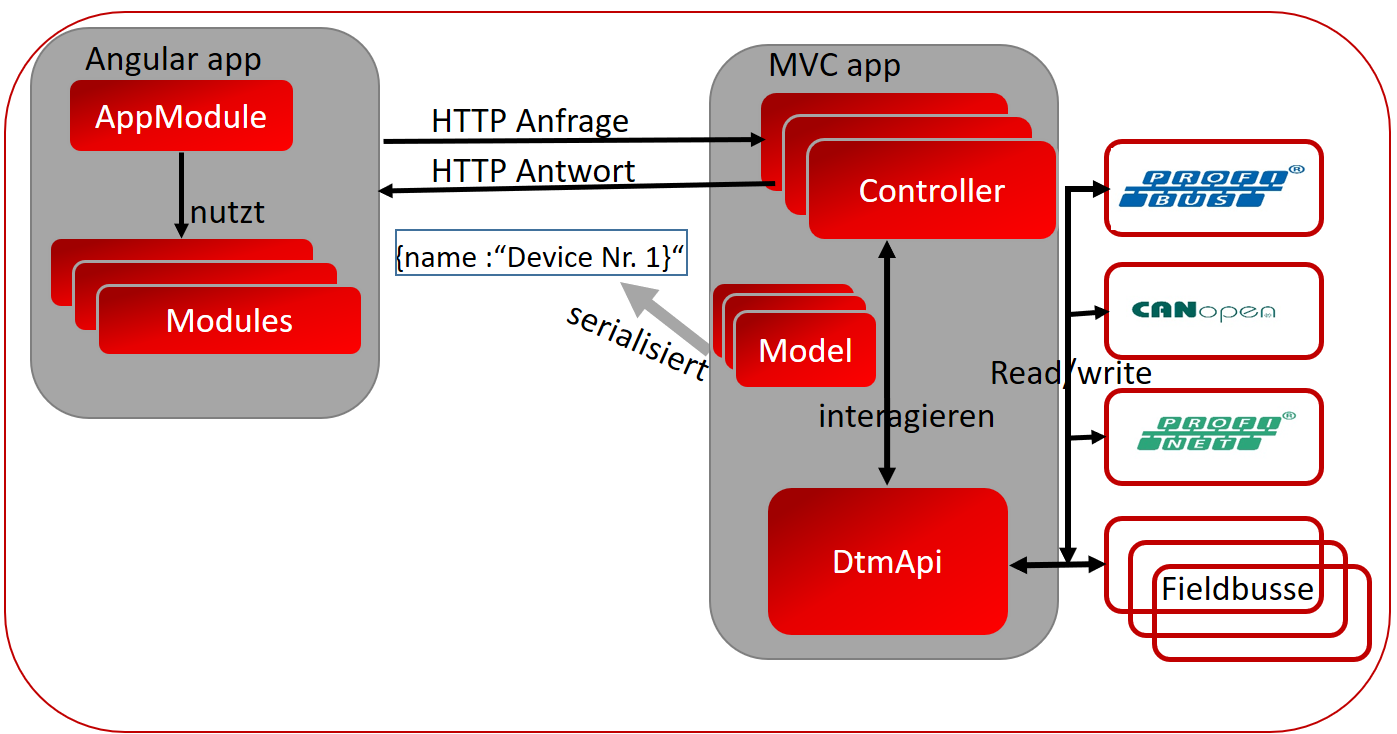 Angular app
AppModule
nutzt
Modules
HTTP Anfrage
HTTP Antwort
{name :“Device Nr. 1}“
serialisiert
MVC app
Controller
Model
interagieren
DtmApi
Read/write
PROFI®
BUS
CANopen®
PROFI®
NET
Fieldbusse